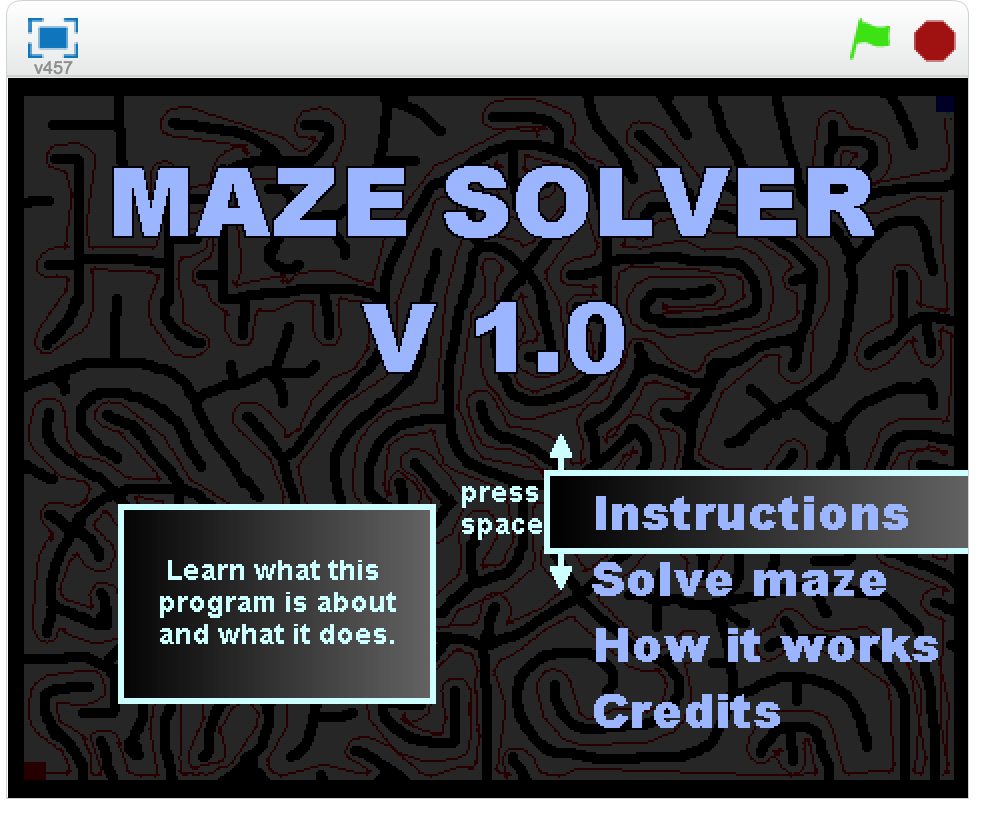 v457
MAZE SOLVER
V 1.0
press
space
Instructions
Solve maze
How it works
Credits
Learn what this
program is about
and what it does.